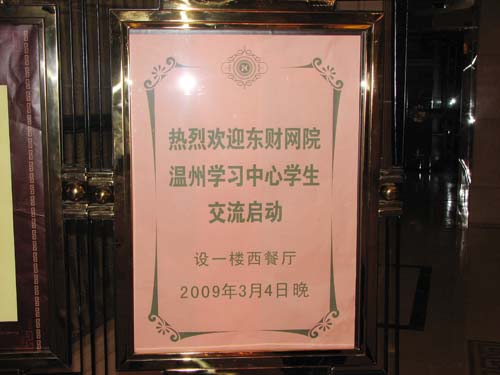 热烈欢迎东财网院
温州学习中心学生
交流启动
设一楼西餐厅
2009年3月4日晚